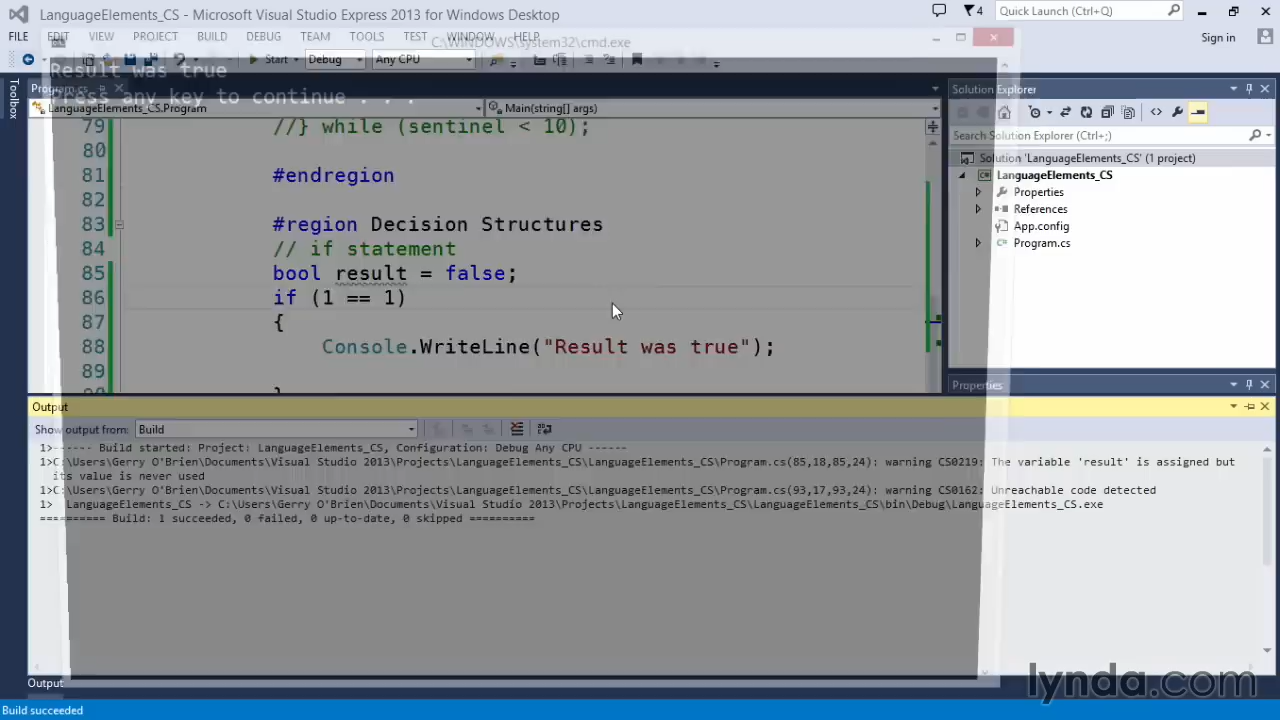 LanguageElements_CS - Microsoft Visual Studio Express 2013 for Windows Desktop
4
Quick Launch (Ctrl+Q)
FILE EDIT VIEW PROJECT BUILD DEBUG TEAM TOOLS TEST WINDOW HELP
Sign in
C:\WINDOWS\system32\cmd.exe
Start
Debug
Any CPU
Result was true
Press any key to continue . . .
Toolbox
Program.cs
LanguageElements_CS.Program
Main(string[] args)
79 //} while (sentinel < 10);
80
81 #endregion
82
83 #region Decision Structures
84 // if statement
85 bool result = false;
86 if (1 == 1)
87 {
88 Console.WriteLine("Result was true");
89
Solution Explorer
Search Solution Explorer (Ctrl+;)
Solution 'LanguageElements_CS' (1 project)
LanguageElements_CS
Properties
References
App.config
Program.cs
Properties
Output
Show output from: Build
1>------ Build started: Project: LanguageElements_CS, Configuration: Debug Any CPU ------
1>C:\Users\Gerry O'Brien\Documents\Visual Studio 2013\Projects\LanguageElements_CS\LanguageElements_CS\Program.cs(85,18,85,24): warning CS0219: The variable 'result' is assigned but
its value is never used
1>C:\Users\Gerry O'Brien\Documents\Visual Studio 2013\Projects\LanguageElements_CS\LanguageElements_CS\Program.cs(93,17,93,24): warning CS0162: Unreachable code detected
1> LanguageElements_CS -> C:\Users\Gerry O'Brien\Documents\Visual Studio 2013\Projects\LanguageElements_CS\LanguageElements_CS\bin\Debug\LanguageElements_CS.exe
========== Build: 1 succeeded, 0 failed, 0 up-to-date, 0 skipped ==========
Output
lynda.com
Build succeeded